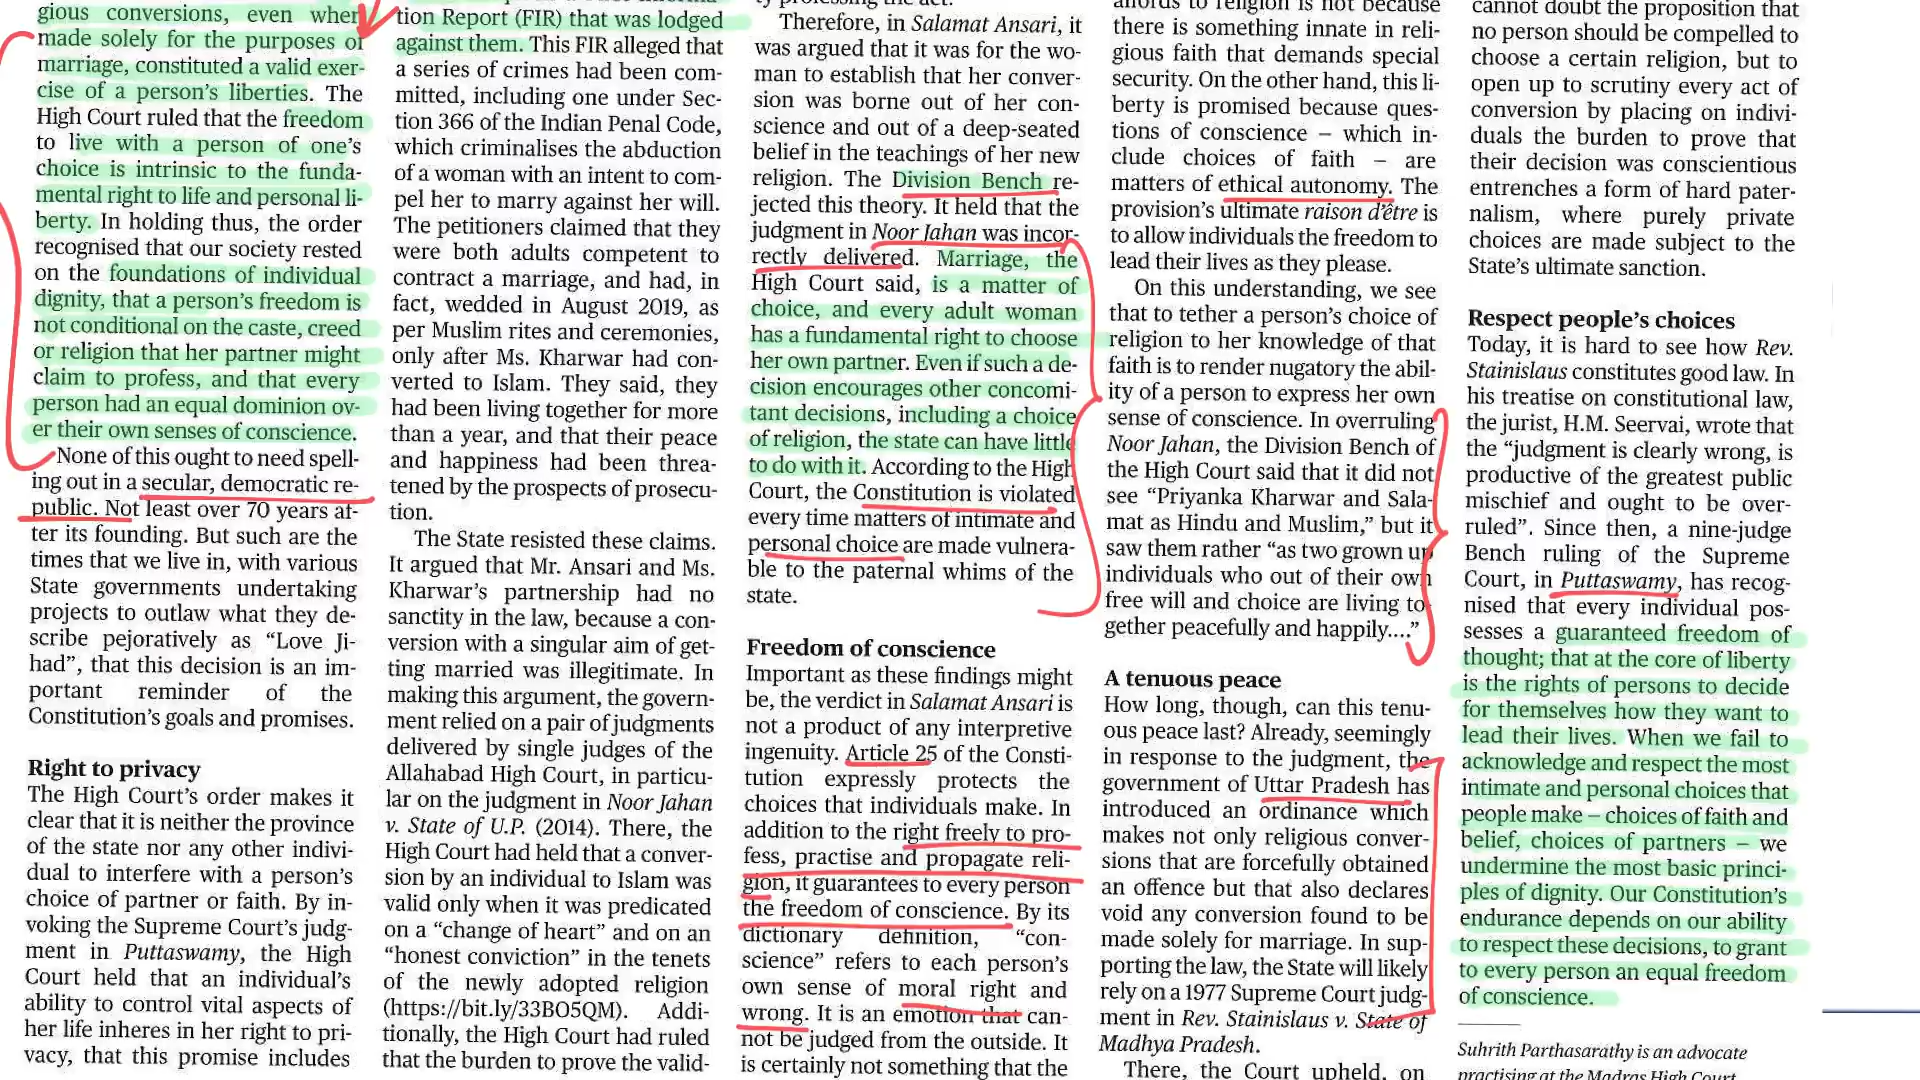 gious conversions, even when
made solely for the purposes of
marriage, constituted a valid exer-
cise of a person's liberties. The
High Court ruled that the freedom
to live with a person of one's
choice is intrinsic to the funda-
mental right to life and personal li-
berty. In holding thus, the order
recognised that our society rested
on the foundations of individual
dignity, that a person's freedom is
not conditional on the caste, creed
or religion that her partner might
claim to profess, and that every
person had an equal dominion ov-
er their own senses of conscience.
None of this ought to need spell-
ing out in a secular, democratic re-
public. Not least over 70 years af-
ter its founding. But such are the
times that we live in, with various
State governments undertaking
projects to outlaw what they de-
scribe pejoratively as “Love Ji-
had”, that this decision is an im-
portant reminder of the
Constitution's goals and promises.
Right to privacy
The High Court's order makes it
clear that it is neither the province
of the state nor any other indivi-
dual to interfere with a person's
choice of partner or faith. By in-
voking the Supreme Court's judg-
ment in Puttaswamy, the High
Court held that an individual's
ability to control vital aspects of
her life inheres in her right to pri-
vacy, that this promise includes
tion Report (FIR) that was lodged
against them. This FIR alleged that
a series of crimes had been com-
mitted, including one under Sec-
tion 366 of the Indian Penal Code,
which criminalises the abduction
of a woman with an intent to com-
pel her to marry against her will.
The petitioners claimed that they
were both adults competent to
contract a marriage, and had, in
fact, wedded in August 2019, as
per Muslim rites and ceremonies,
only after Ms. Kharwar had con-
verted to Islam. They said, they
had been living together for more
than a year, and that their peace
and happiness had been threa-
tened by the prospects of prosecu-
tion.
The State resisted these claims.
It argued that Mr. Ansari and Ms.
Kharwar's partnership had no
sanctity in the law, because a con-
version with a singular aim of get-
ting married was illegitimate. In
making this argument, the govern-
ment relied on a pair of judgments
delivered by single judges of the
Allahabad High Court, in particu-
lar on the judgment in Noor Jahan
v. State of U.P. (2014). There, the
High Court had held that a conver-
sion by an individual to Islam was
valid only when it was predicated
on a “change of heart” and on an
“honest conviction” in the tenets
of the newly adopted religion
(https://bit.ly/33BO5QM). Addi-
tionally, the High Court had ruled
that the burden to prove the valid-
Therefore, in Salamat Ansari, it
was argued that it was for the wo-
man to establish that her conver-
sion was borne out of her con-
science and out of a deep-seated
belief in the teachings of her new
religion. The Division Bench re-
jected this theory. It held that the
judgment in Noor Jahan was incor-
rectly delivered. Marriage, the
High Court said, is a matter of
choice, and every adult woman
has a fundamental right to choose
her own partner. Even if such a de-
cision encourages other concomi-
tant decisions, including a choice
of religion, the state can have little
to do with it. According to the High
Court, the Constitution is violated
every time matters of intimate and
personal choice are made vulnera-
ble to the paternal whims of the
state.
Freedom of conscience
Important as these findings might
be, the verdict in Salamat Ansari is
not a product of any interpretive
ingenuity. Article 25 of the Consti-
tution expressly protects the
choices that individuals make. In
addition to the right freely to pro-
fess, practise and propagate reli-
gion, it guarantees to every person
the freedom of conscience. By its
dictionary definition, “con-
science” refers to each person's
own sense of moral right and
wrong. It is an emotion that can-
not be judged from the outside. It
is certainly not something that the
affords to religion is not because
there is something innate in reli-
gious faith that demands special
security. On the other hand, this li-
berty is promised because ques-
tions of conscience – which in-
clude choices of faith – are
matters of ethical autonomy. The
provision's ultimate raison d'être is
to allow individuals the freedom to
lead their lives as they please.
On this understanding, we see
that to tether a person's choice of
religion to her knowledge of that
faith is to render nugatory the abil-
ity of a person to express her own
sense of conscience. In overruling
Noor Jahan, the Division Bench of
the High Court said that it did not
see “Priyanka Kharwar and Sala-
mat as Hindu and Muslim,” but it
saw them rather “as two grown up
individuals who out of their own
free will and choice are living to-
gether peacefully and happily....”
A tenuous peace
How long, though, can this tenu-
ous peace last? Already, seemingly
in response to the judgment, the
government of Uttar Pradesh has
introduced an ordinance which
makes not only religious conver-
sions that are forcefully obtained
an offence but that also declares
void any conversion found to be
made solely for marriage. In sup-
porting the law, the State will likely
rely on a 1977 Supreme Court judg-
ment in Rev. Stainislaus v. State of
Madhya Pradesh.
There, the Court upheld, on
cannot doubt the proposition that
no person should be compelled to
choose a certain religion, but to
open up to scrutiny every act of
conversion by placing on indivi-
duals the burden to prove that
their decision was conscientious
entrenches a form of hard pater-
nalism, where purely private
choices are made subject to the
State's ultimate sanction.
Respect people's choices
Today, it is hard to see how Rev.
Stainislaus constitutes good law. In
his treatise on constitutional law,
the jurist, H.M. Seervai, wrote that
the “judgment is clearly wrong, is
productive of the greatest public
mischief and ought to be over-
ruled”. Since then, a nine-judge
Bench ruling of the Supreme
Court, in Puttaswamy, has recog-
nised that every individual pos-
sesses a guaranteed freedom of
thought; that at the core of liberty
is the rights of persons to decide
for themselves how they want to
lead their lives. When we fail to
acknowledge and respect the most
intimate and personal choices that
people make – choices of faith and
belief, choices of partners – we
undermine the most basic princi-
ples of dignity. Our Constitution's
endurance depends on our ability
to respect these decisions, to grant
to every person an equal freedom
of conscience.
Suhrith Parthasarathy is an advocate
practising at the Madras High Court